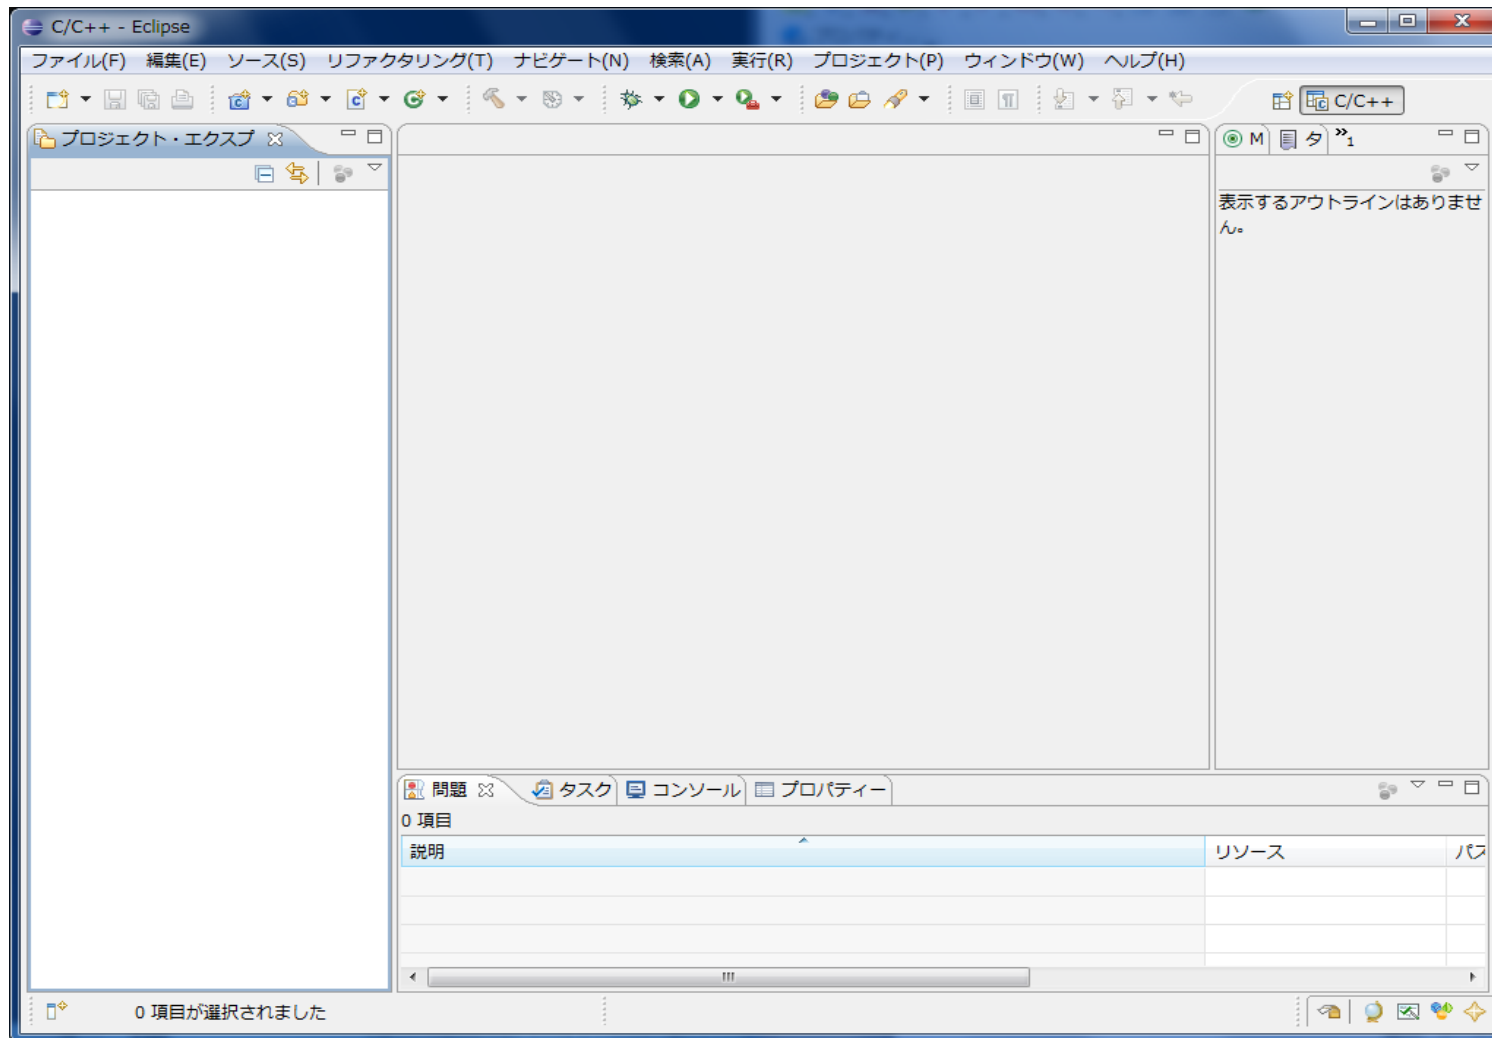 C/C++ - Eclipse
ファイル(F) 編集(E) ソース(S) リファクタリング(T) ナビゲート(N) 検索(A) 実行(R) プロジェクト(P) ウィンドウ(W) ヘルプ(H)
C/C++
プロジェクト・エクスプ
M タ »1
表示するアウトラインはありませ
ん。
問題 タスク コンソール プロパティー
0 項目
説明 リソース パス
0 項目が選択されました